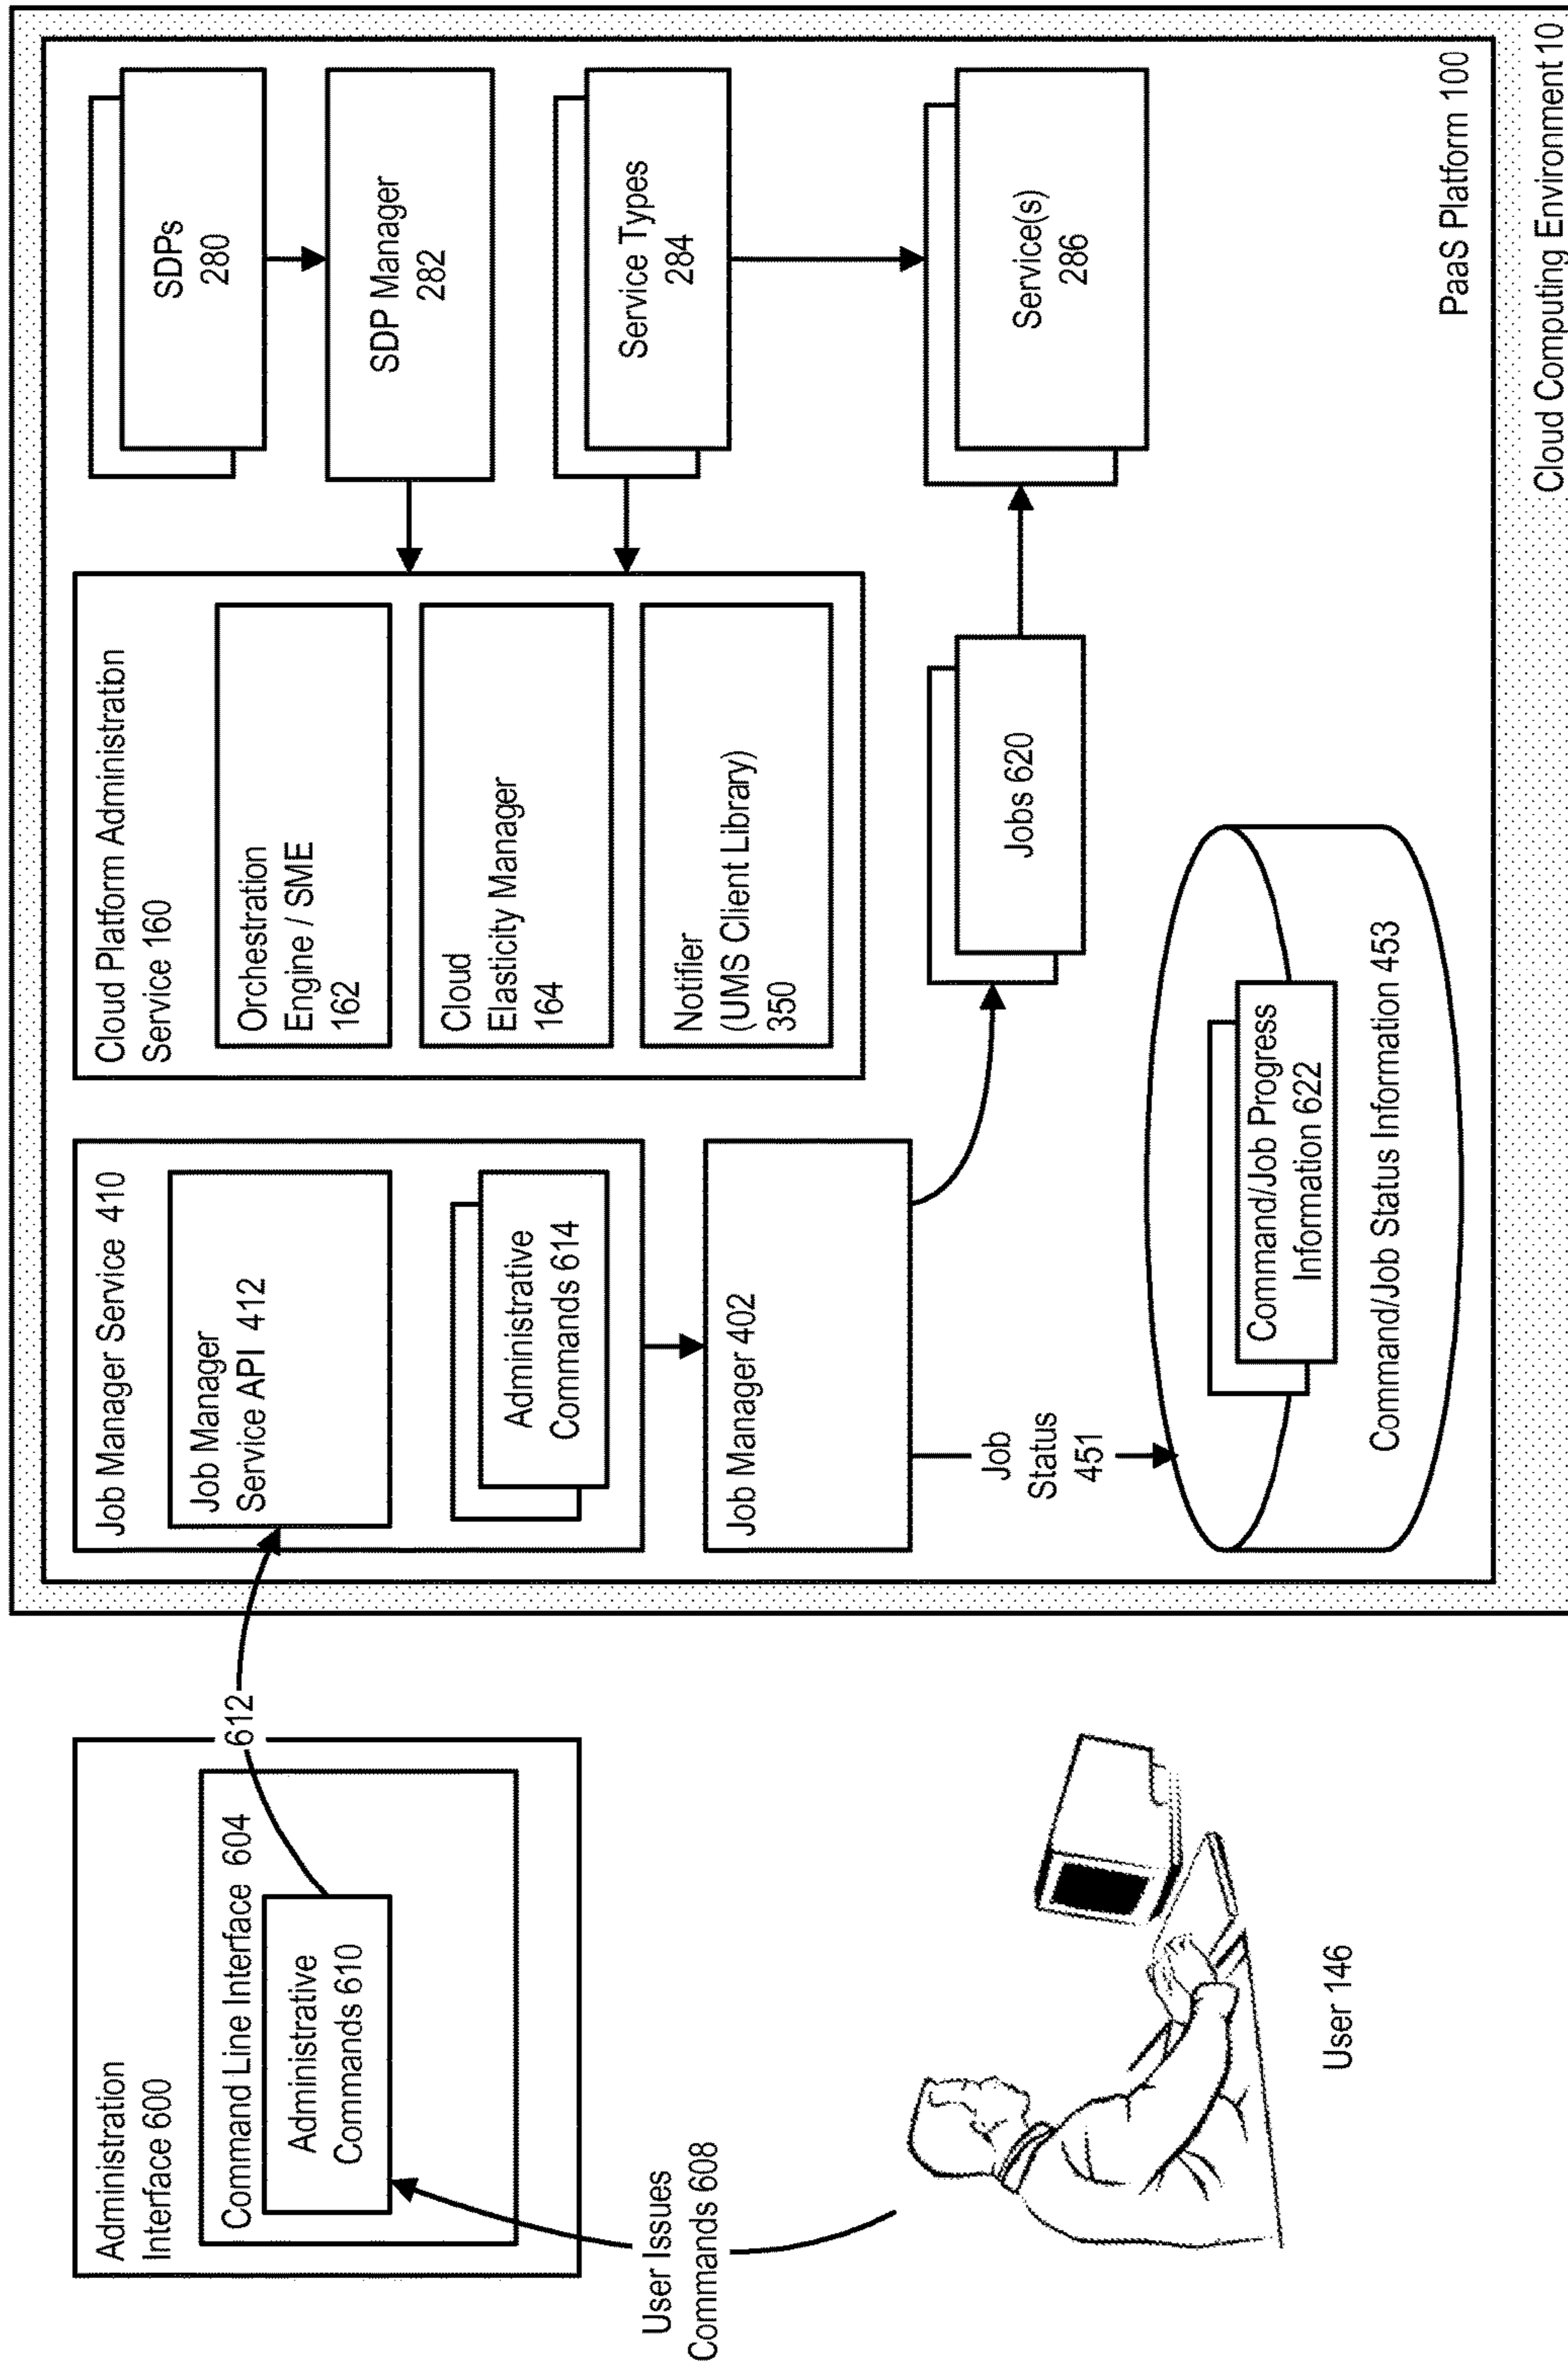 Administration
Interface 600
Command Line Interface 604
Administrative
Commands 610
612
User Issues
Commands 608
User 146
Job Manager Service 410
Job Manager
Service API 412
Administrative
Commands 614
Job Manager 402
Job
Status
451
Command/Job Progress
Information 622
Command/Job Status Information 453
Cloud Platform Administration
Service 160
Orchestration
Engine / SME
162
Cloud
Elasticity Manager
164
Notifier
(UMS Client Library)
350
Jobs 620
SDPs
280
SDP Manager
282
Service Types
284
Service(s)
286
PaaS Platform 100
Cloud Computing Environment 10